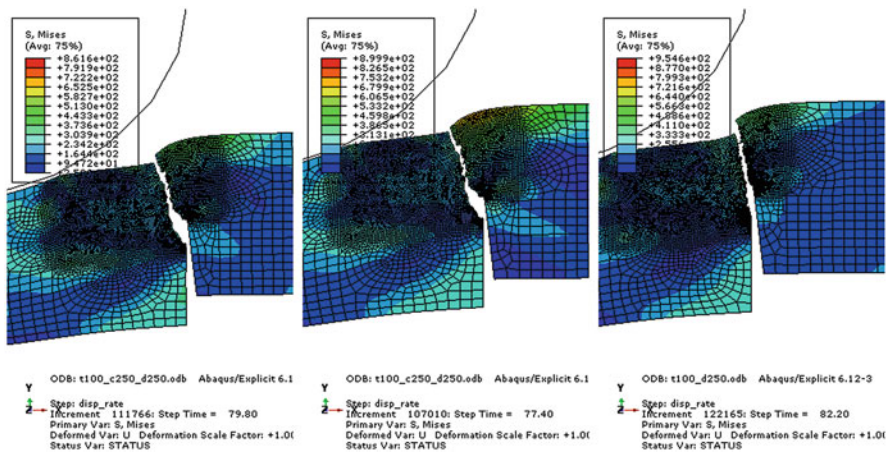 S, Mises
(Avg: 75%)
+8.616e+02
+7.919e+02
+7.222e+02
+6.525e+02
+5.827e+02
+5.130e+02
+4.433e+02
+3.736e+02
+3.039e+02
+2.342e+02
+1.644e+02
+9.472e+01
ODB: t100_c250_d250.odb Abaqus/Explicit 6.1
Y
Z X
Step: disp_rate
Increment 111766: Step Time = 79.80
Primary Var: S, Mises
Deformed Var: U Deformation Scale Factor: +1.00
Status Var: STATUS
S, Mises
(Avg: 75%)
+8.999e+02
+8.265e+02
+7.532e+02
+6.799e+02
+6.065e+02
+5.332e+02
+4.598e+02
+3.865e+02
+3.131e+02
ODB: t100_c250_d250.odb Abaqus/Explicit 6.1
Y
Z X
Step: disp_rate
Increment 107010: Step Time = 77.40
Primary Var: S, Mises
Deformed Var: U Deformation Scale Factor: +1.00
Status Var: STATUS
S, Mises
(Avg: 75%)
+9.546e+02
+8.770e+02
+7.993e+02
+7.216e+02
+6.440e+02
+5.663e+02
+4.886e+02
+4.110e+02
+3.333e+02
ODB: t100_d250.odb Abaqus/Explicit 6.12-3
Y
Z X
Step: disp_rate
Increment 122165: Step Time = 82.20
Primary Var: S, Mises
Deformed Var: U Deformation Scale Factor: +1.00
Status Var: STATUS